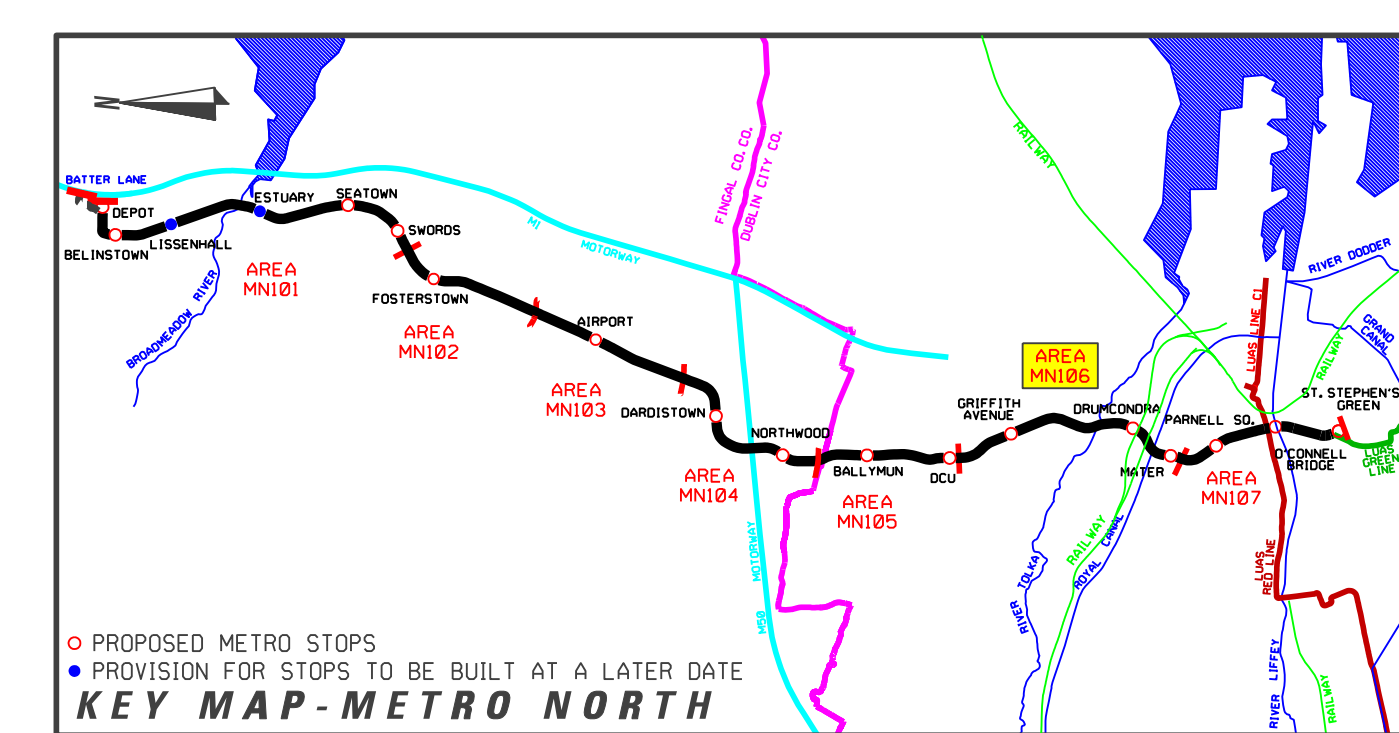 N
BATTER LANE
DEPOT
BELINSTOWN
LISSENHALL
ESTUARY
SEATOWN
SWORDS
FOSTERSTOWN
AREA
MN101
BROADMEADOW RIVER
AREA
MN102
AIRPORT
AREA
MN103
M1
MOTORWAY
FINGAL CO. CO.
DUBLIN CITY CO.
DARDISTOWN
NORTHWOOD
AREA
MN104
MOTORWAY
M50
BALLYMUN
AREA
MN105
DCU
GRIFFITH
AVENUE
AREA
MN106
RAILWAY
DRUMCONDRA
MATER
PARNELL SQ.
AREA
MN107
RIVER TOLKA
RAILWAY
ROYAL CANAL
LUAS LINE C1
RIVER DODDER
GRAND
CANAL
RAILWAY
ST. STEPHEN'S
GREEN
O'CONNELL
BRIDGE
LUAS
GREEN
LINE
LUAS
RED LINE
RIVER LIFFEY
RAILWAY
PROPOSED METRO STOPS
PROVISION FOR STOPS TO BE BUILT AT A LATER DATE
KEY MAP-METRO NORTH